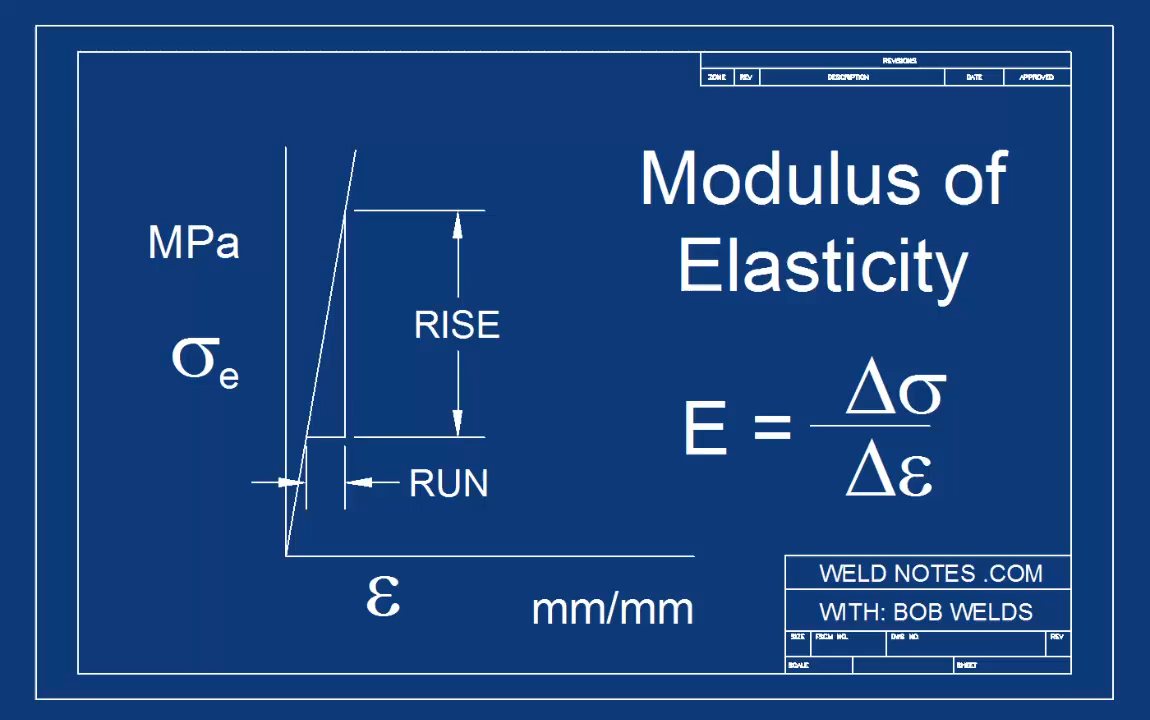 REVISIONS
ZONE REV DESCRIPTION DATE APPROVED
Modulus of
Elasticity
MPa
σe
RISE
RUN
E = Δσ
Δε
ε mm/mm
WELD NOTES .COM
WITH: BOB WELDS
SIZE FSCM NO. DWG NO. REV
SCALE SHEET